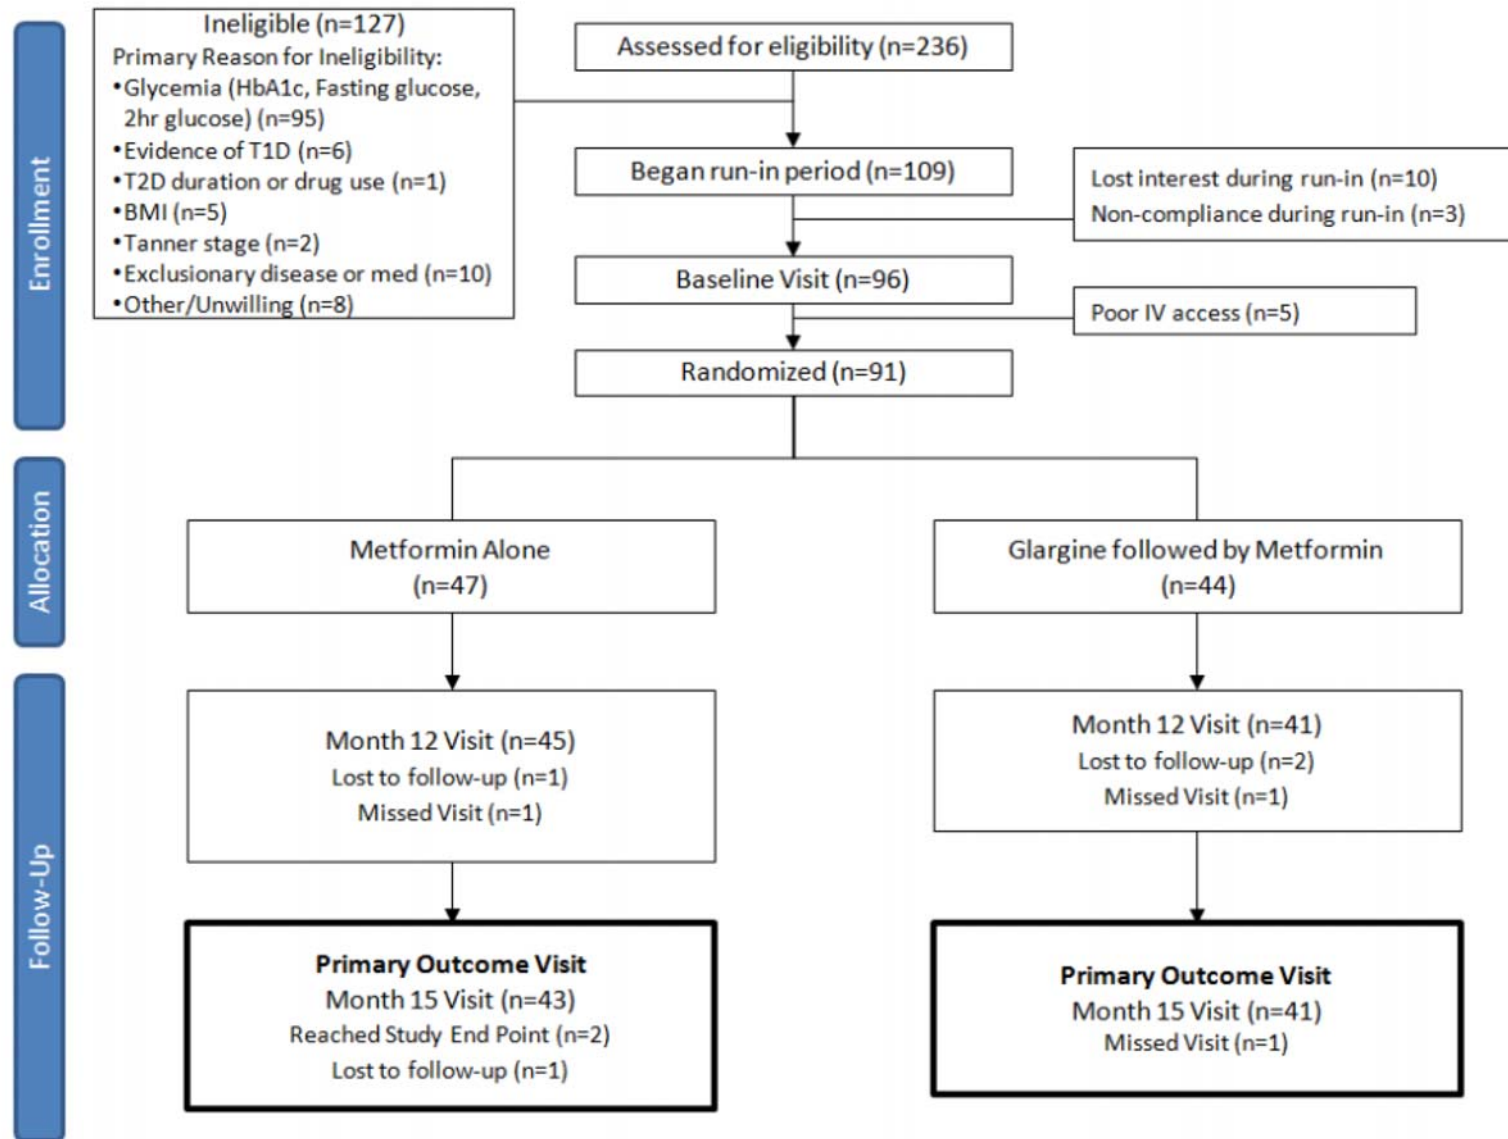 Enrollment
Ineligible (n=127)
Primary Reason for Ineligibility:
•Glycemia (HbA1c, Fasting glucose,
2hr glucose) (n=95)
•Evidence of T1D (n=6)
•T2D duration or drug use (n=1)
•BMI (n=5)
•Tanner stage (n=2)
•Exclusionary disease or med (n=10)
•Other/Unwilling (n=8)
Assessed for eligibility (n=236)
Began run-in period (n=109)
Lost interest during run-in (n=10)
Non-compliance during run-in (n=3)
Baseline Visit (n=96)
Poor IV access (n=5)
Randomized (n=91)
Allocation
Metformin Alone
(n=47)
Glargine followed by Metformin
(n=44)
Follow-Up
Month 12 Visit (n=45)
Lost to follow-up (n=1)
Missed Visit (n=1)
Month 12 Visit (n=41)
Lost to follow-up (n=2)
Missed Visit (n=1)
Primary Outcome Visit
Month 15 Visit (n=43)
Reached Study End Point (n=2)
Lost to follow-up (n=1)
Primary Outcome Visit
Month 15 Visit (n=41)
Missed Visit (n=1)